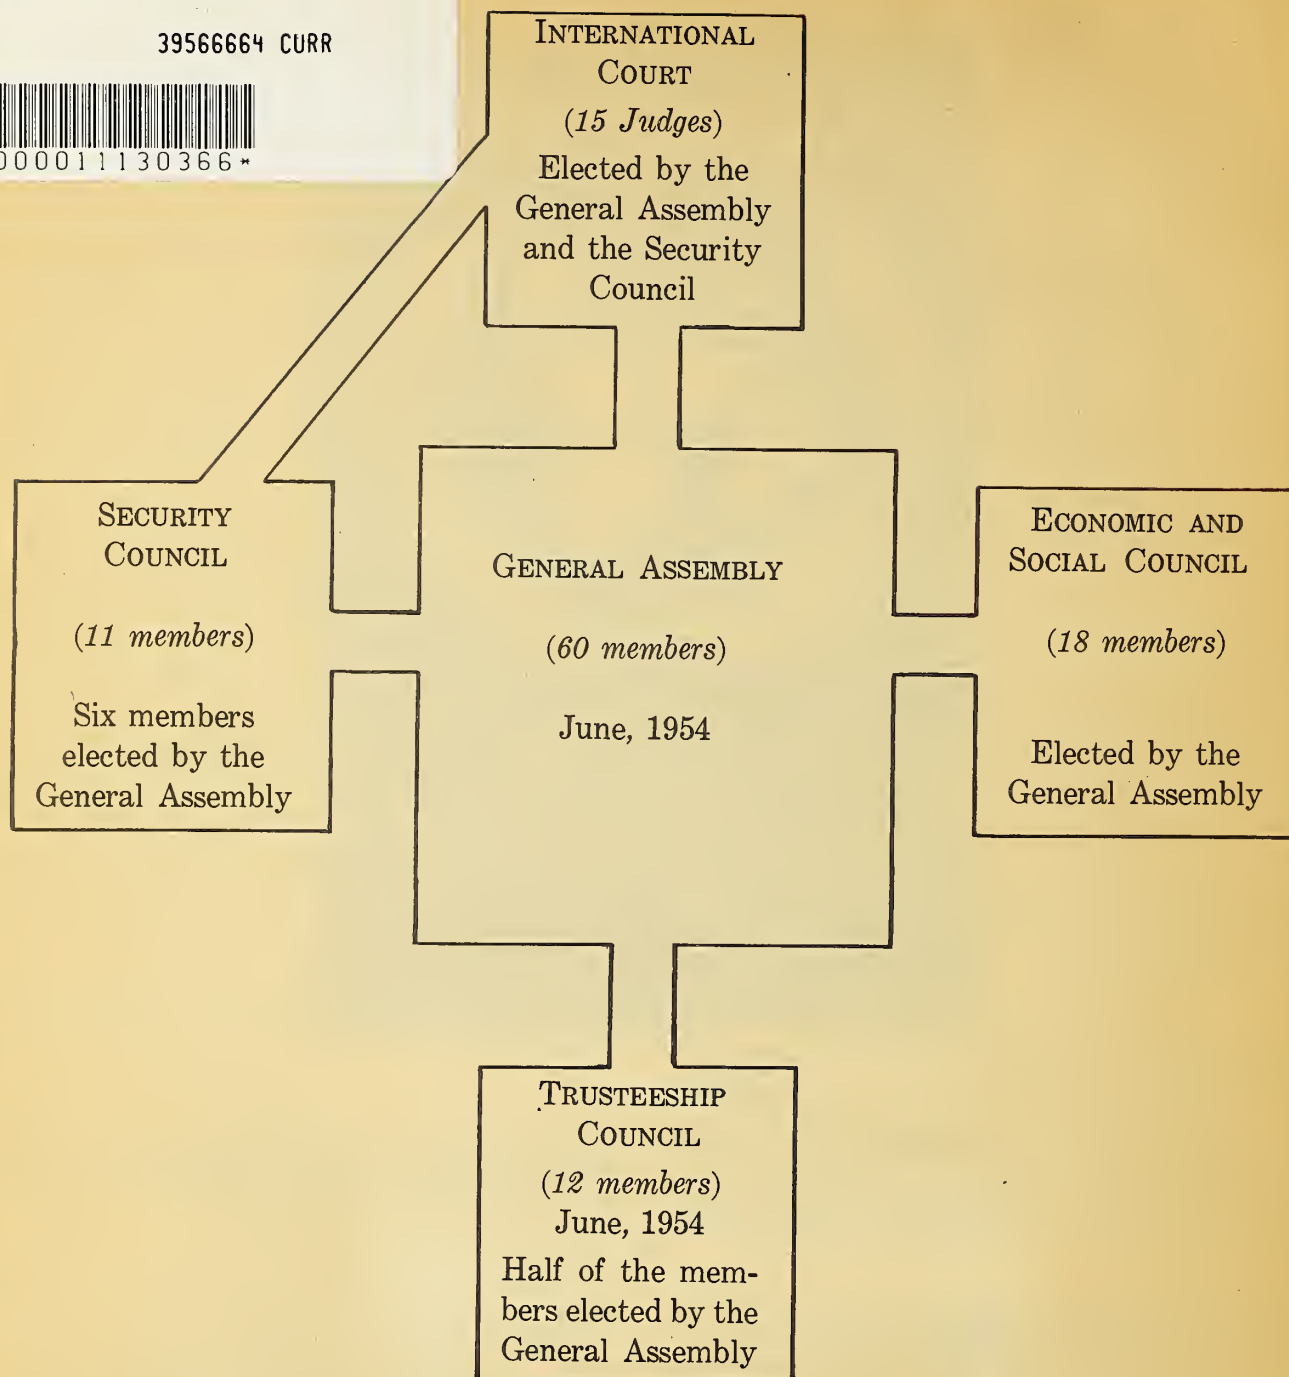 39566664 CURR
000011130366*
INTERNATIONAL
COURT
(15 Judges)
Elected by the
General Assembly
and the Security
Council
SECURITY
COUNCIL
(11 members)
Six members
elected by the
General Assembly
GENERAL ASSEMBLY
(60 members)
June, 1954
ECONOMIC AND
SOCIAL COUNCIL
(18 members)
Elected by the
General Assembly
TRUSTEESHIP
COUNCIL
(12 members)
June, 1954
Half of the mem-
bers elected by the
General Assembly